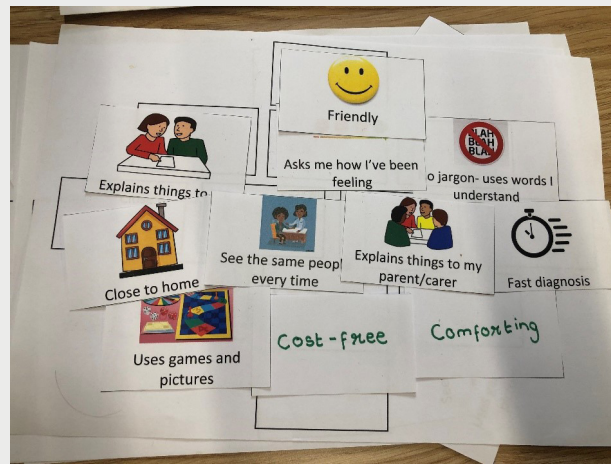 Friendly
Asks me how I've been
feeling
BLAH
BLAH
BLAH
o jargon- uses words I
understand
Explains things to
Close to home
See the same peopl
every time
Explains things to my
parent/carer
Fast diagnosis
Uses games and
pictures
Cost-free
Comforting